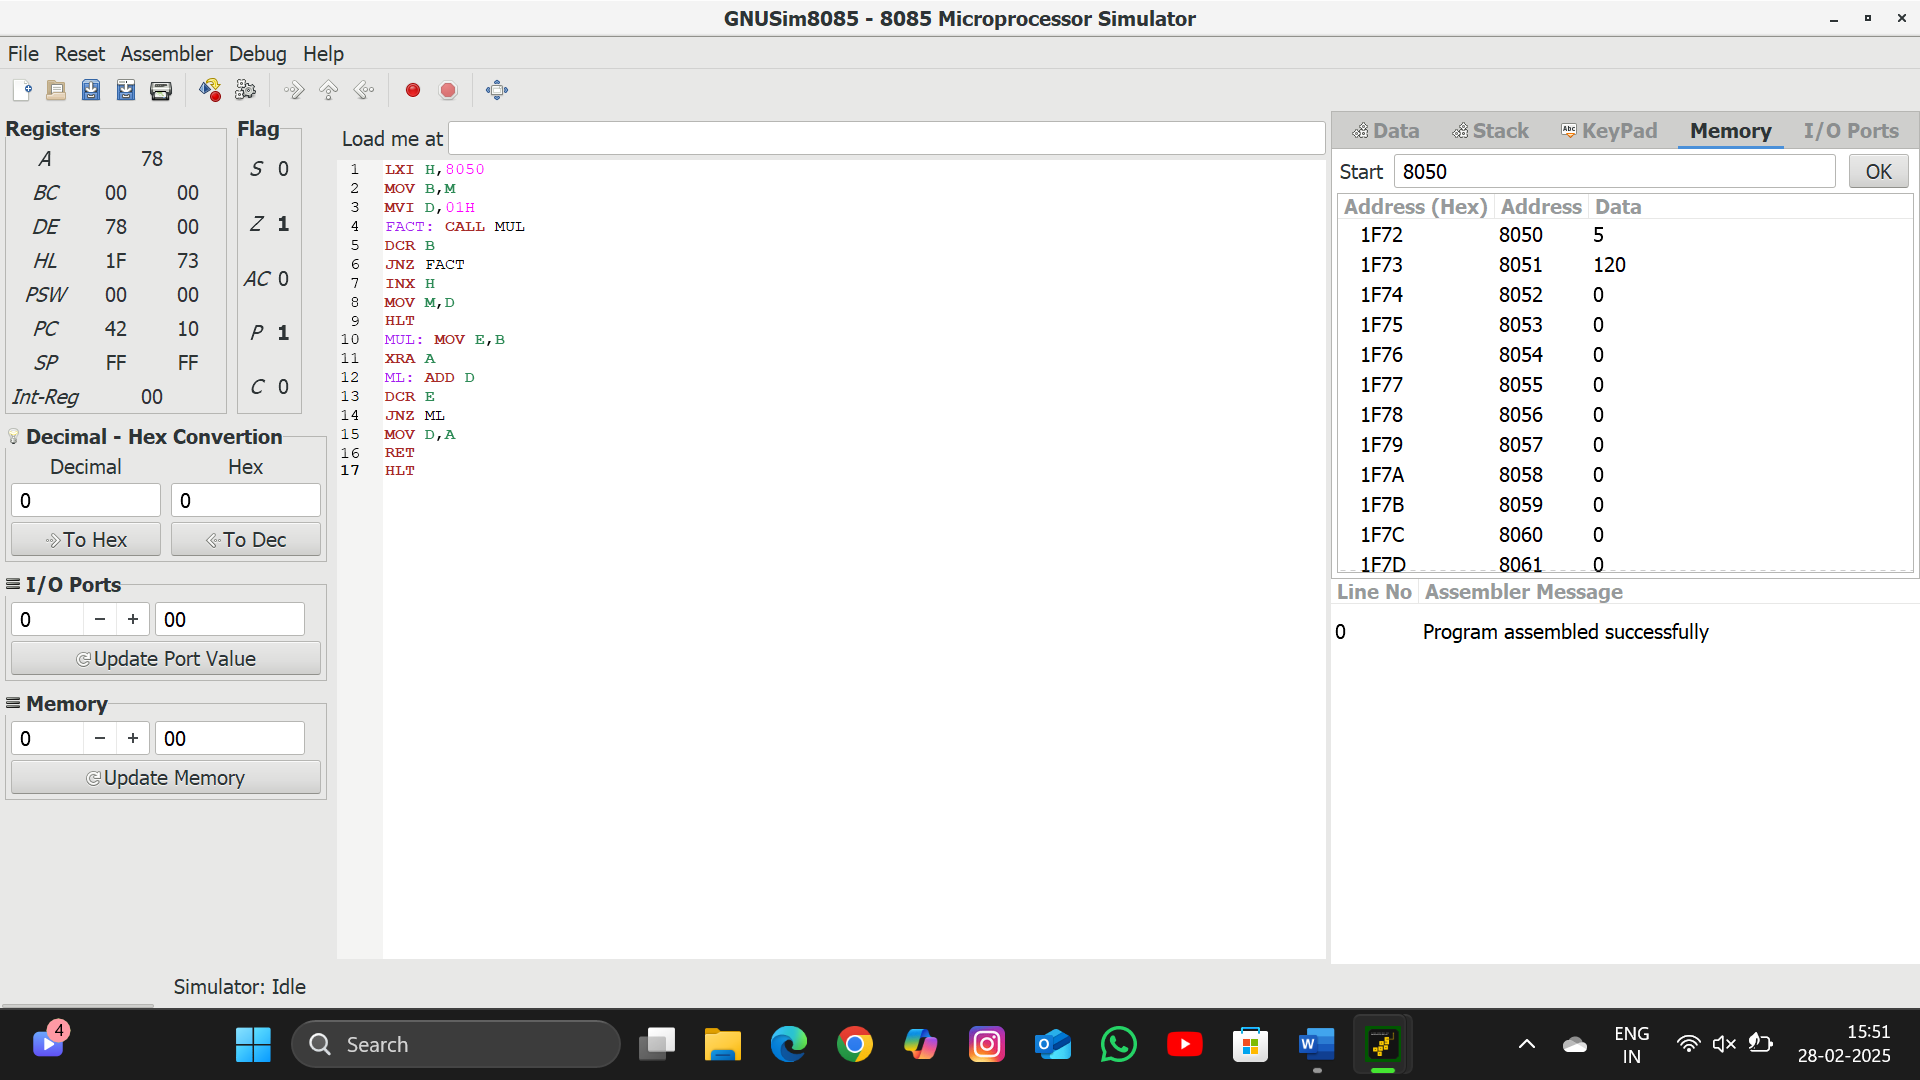 GNUSim8085 - 8085 Microprocessor Simulator
File Reset Assembler Debug Help
Registers
A 78
BC 00 00
DE 78 00
HL 1F 73
PSW 00 00
PC 42 10
SP FF FF
Int-Reg 00
Flag
S 0
Z 1
AC 0
P 1
C 0
Decimal - Hex Convertion
Decimal Hex
0 0
To Hex To Dec
I/O Ports
0 − + 00
Update Port Value
Memory
0 − + 00
Update Memory
Load me at
1 LXI H,8050
2 MOV B,M
3 MVI D,01H
4 FACT: CALL MUL
5 DCR B
6 JNZ FACT
7 INX H
8 MOV M,D
9 HLT
10 MUL: MOV E,B
11 XRA A
12 ML: ADD D
13 DCR E
14 JNZ ML
15 MOV D,A
16 RET
17 HLT
Data Stack Abc KeyPad Memory I/O Ports
Start 8050 OK
Address (Hex) Address Data
1F72 8050 5
1F73 8051 120
1F74 8052 0
1F75 8053 0
1F76 8054 0
1F77 8055 0
1F78 8056 0
1F79 8057 0
1F7A 8058 0
1F7B 8059 0
1F7C 8060 0
1F7D 8061 0
Line No Assembler Message
0 Program assembled successfully
Simulator: Idle
4
Search
ENG
IN
15:51
28-02-2025